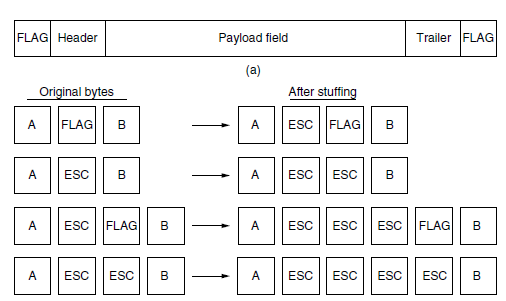 FLAG Header Payload field Trailer FLAG
(a)
Original bytes After stuffing
A FLAG B A ESC FLAG B
A ESC B A ESC ESC B
A ESC FLAG B A ESC ESC ESC FLAG B
A ESC ESC B A ESC ESC ESC ESC B